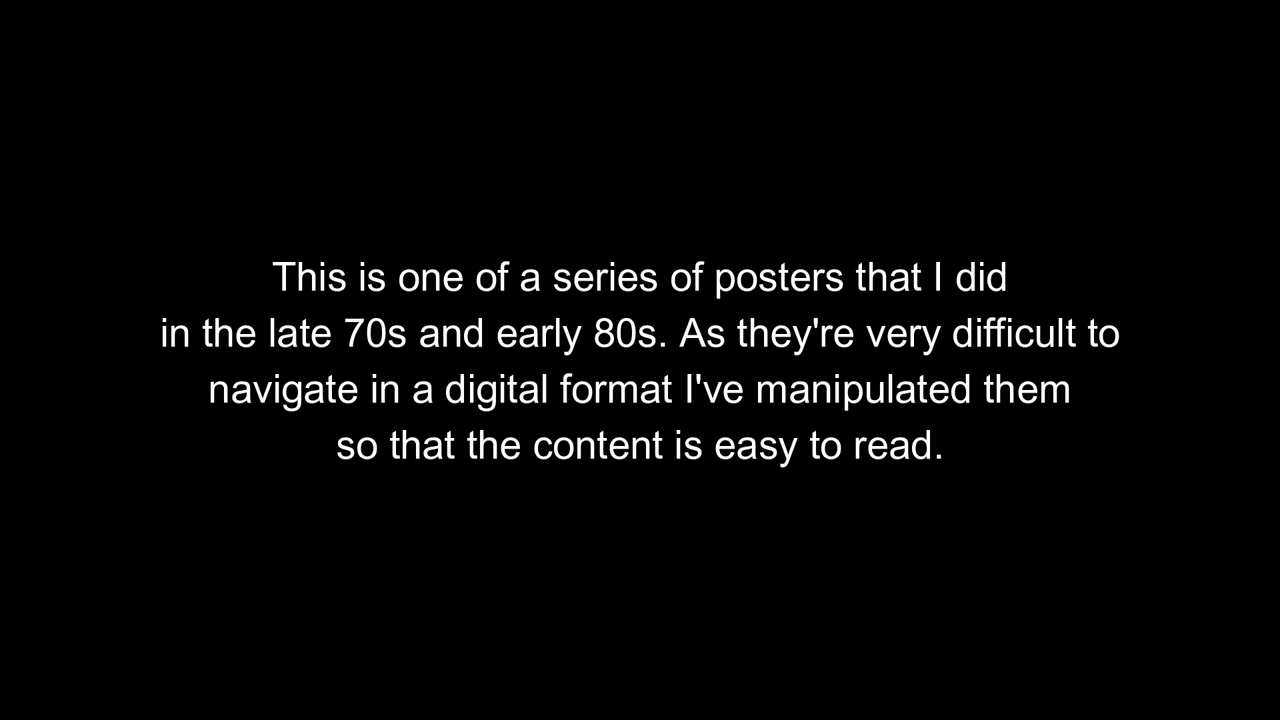 This is one of a series of posters that I did
in the late 70s and early 80s. As they're very difficult to
navigate in a digital format I've manipulated them
so that the content is easy to read.